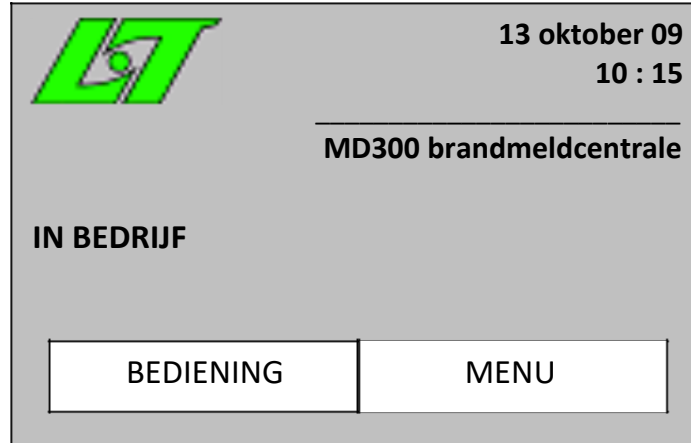 13 oktober 09
10 : 15
MD300 brandmeldcentrale
IN BEDRIJF
BEDIENING
MENU